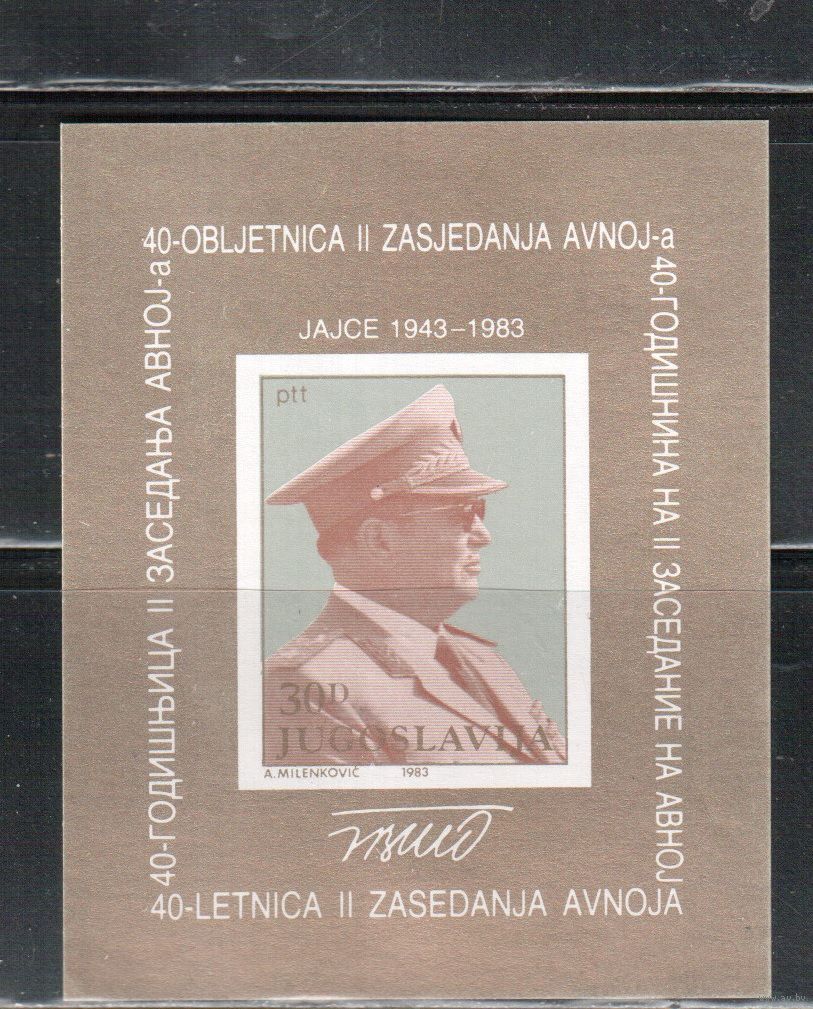 40-OBLJETNICA II ZASJEDANJA AVNOJ-a
40-ГОДИШЊИЦА II ЗАСЕДАЊА АВНОЈ-а
40-ГОДИШНИНА НА II ЗАСЕДАНИЕ НА АВНОЈ
JAJCE 1943-1983
ptt
30D
JUGOSLAVIJA
A. MILENKOVIČ 1983
40-LETNICA II ZASEDANJA AVNOJA